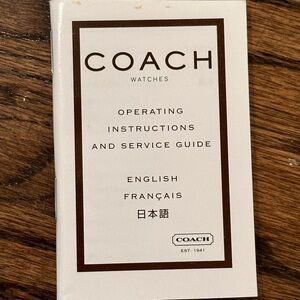 COACH
WATCHES
OPERATING
INSTRUCTIONS
AND SERVICE GUIDE
ENGLISH
FRANÇAIS
日本語
COACH
EST. 1941